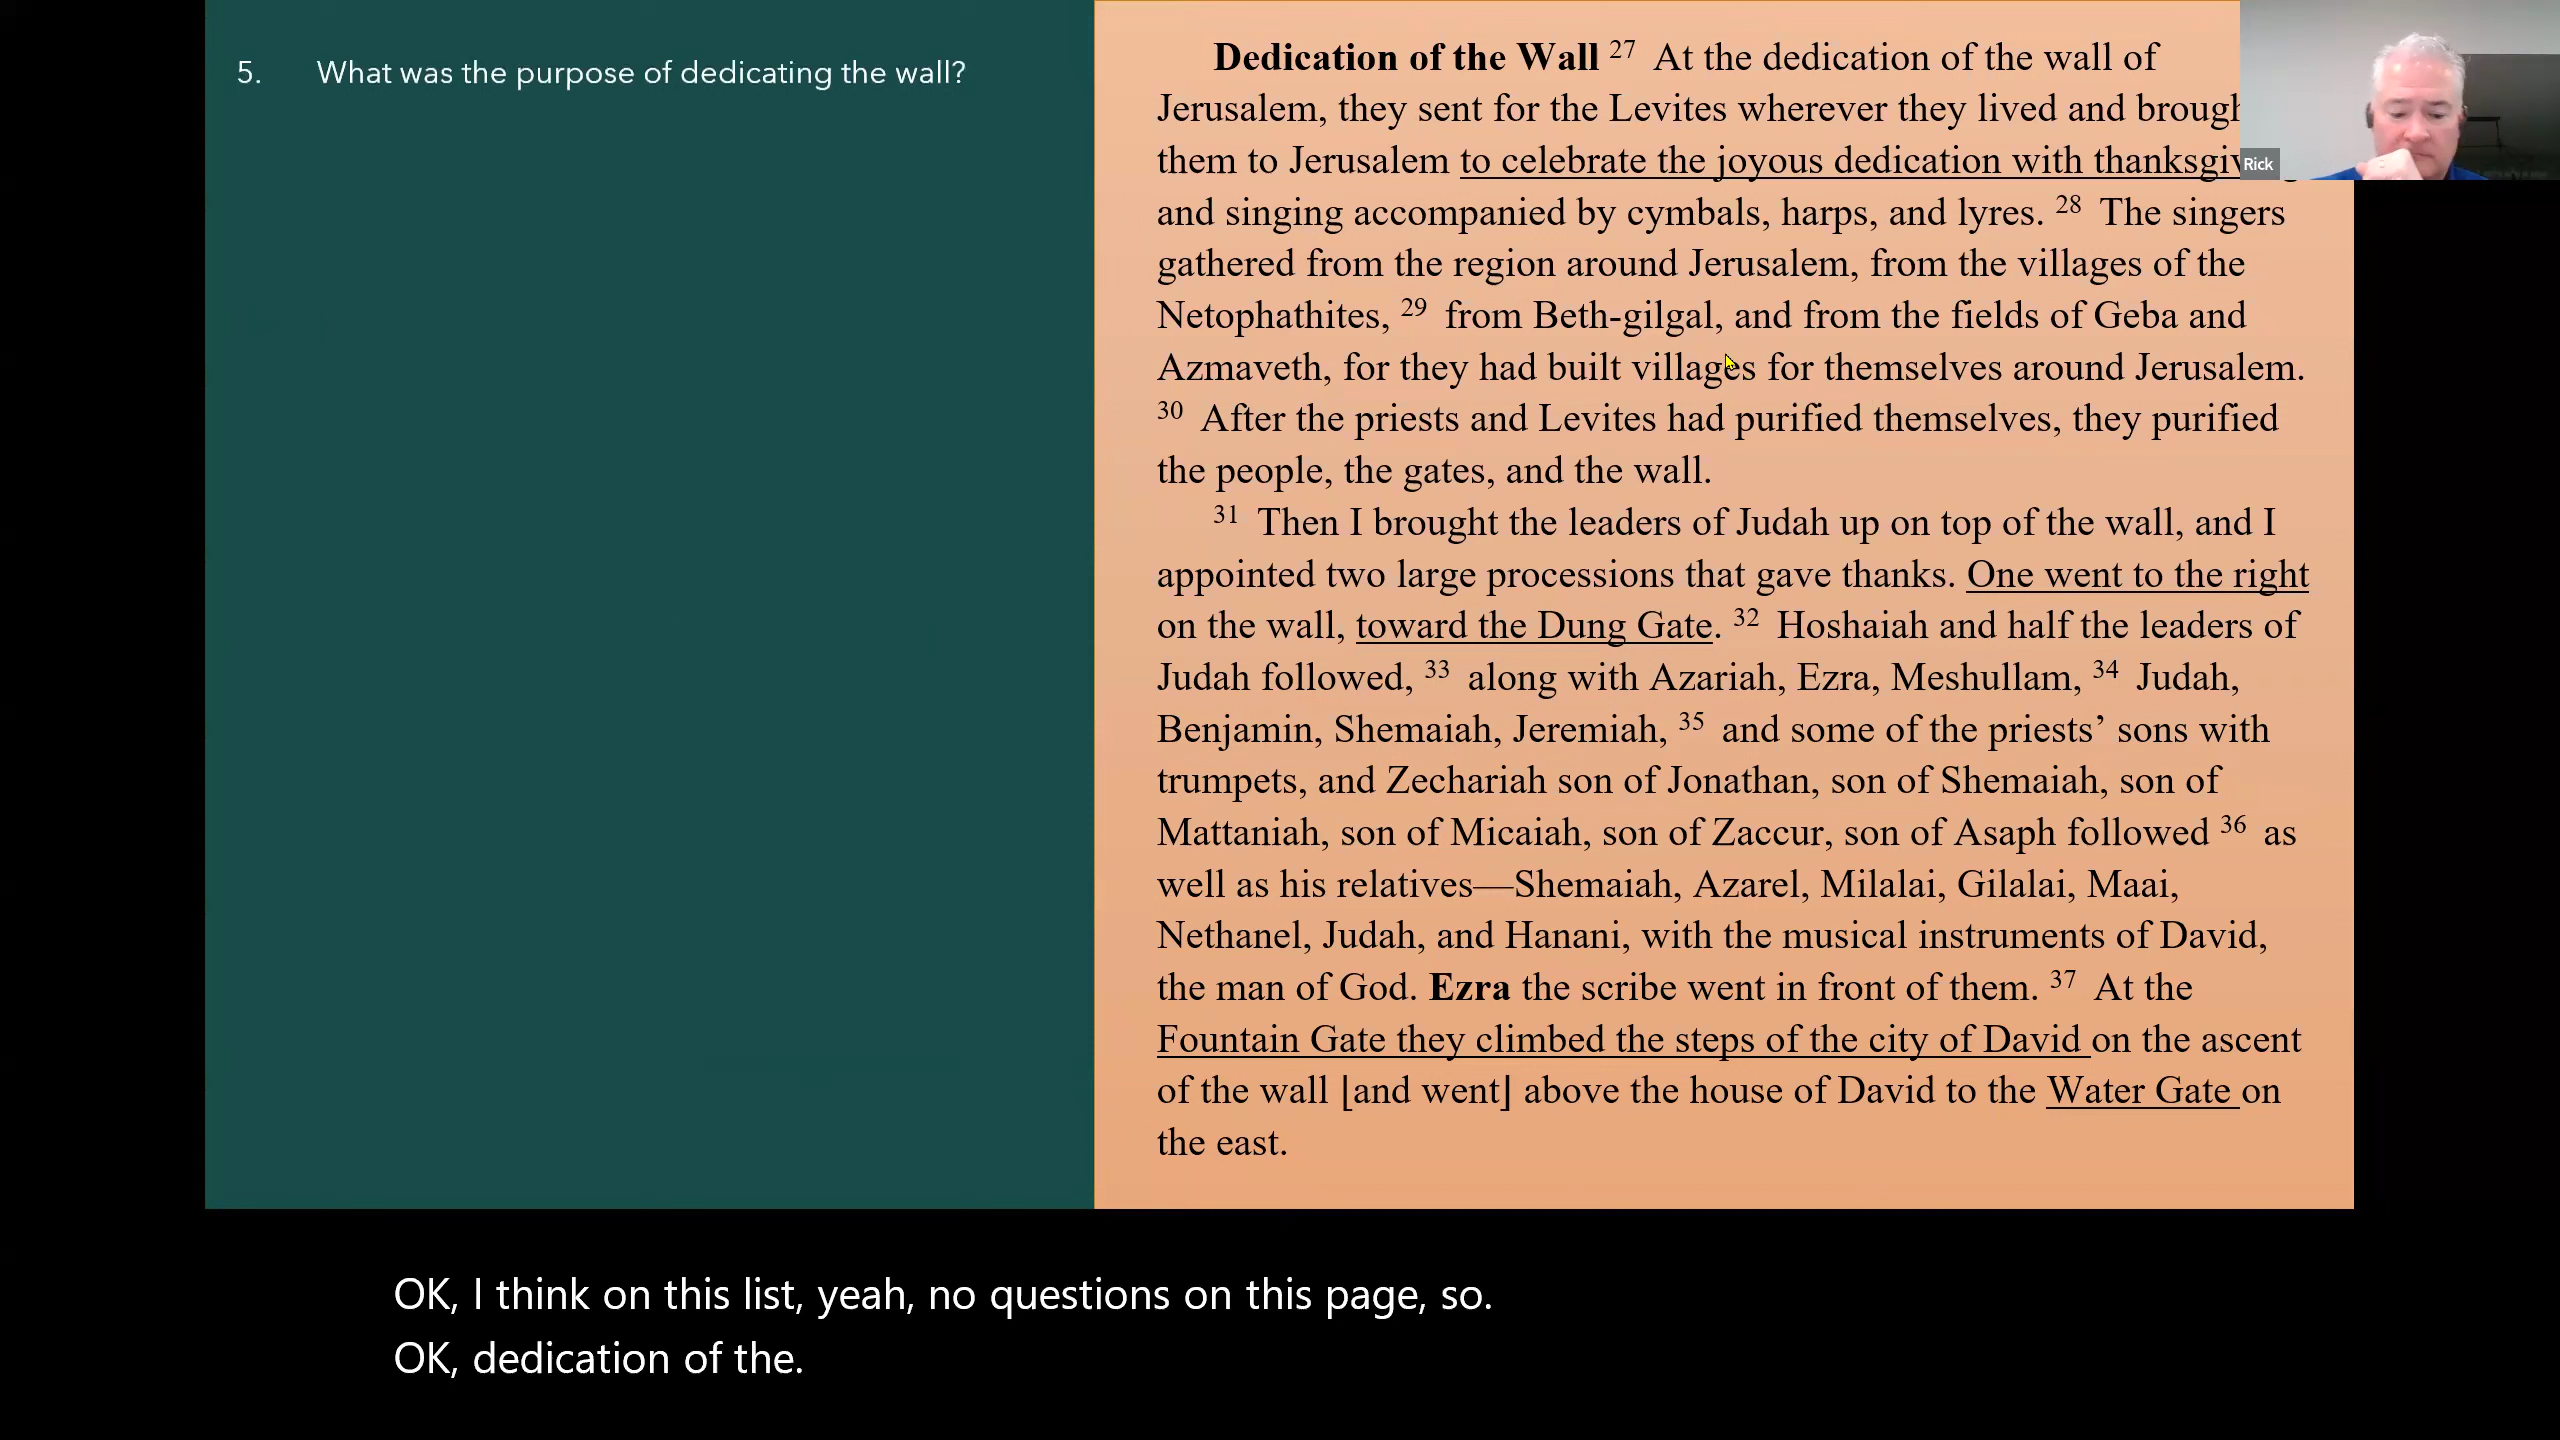 5. What was the purpose of dedicating the wall?
Dedication of the Wall 27 At the dedication of the wall of
Jerusalem, they sent for the Levites wherever they lived and
them to Jerusalem to celebrate the joyous dedication with
and singing accompanied by cymbals, harps, and lyres. 28 The singers
gathered from the region around Jerusalem, from the villages of the
Netophathites, 29 from Beth-gilgal, and from the fields of Geba and
Azmaveth, for they had built villages for themselves around Jerusalem.
30 After the priests and Levites had purified themselves, they purified
the people, the gates, and the wall.
31 Then I brought the leaders of Judah up on top of the wall, and I
appointed two large processions that gave thanks. One went to the right
on the wall, toward the Dung Gate. 32 Hoshaiah and half the leaders of
Judah followed, 33 along with Azariah, Ezra, Meshullam, 34 Judah,
Benjamin, Shemaiah, Jeremiah, 35 and some of the priests’ sons with
trumpets, and Zechariah son of Jonathan, son of Shemaiah, son of
Mattaniah, son of Micaiah, son of Zaccur, son of Asaph followed 36 as
well as his relatives—Shemaiah, Azarel, Milalai, Gilalai, Maai,
Nethanel, Judah, and Hanani, with the musical instruments of David,
the man of God. Ezra the scribe went in front of them. 37 At the
Fountain Gate they climbed the steps of the city of David on the ascent
of the wall ⌊and went⌋ above the house of David to the Water Gate on
the east.
Rick
OK, I think on this list, yeah, no questions on this page, so.
OK, dedication of the.